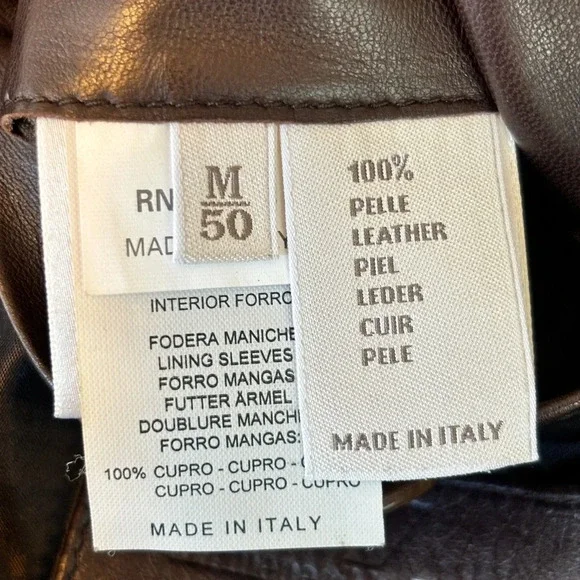 RN
M
50
MAD
INTERIOR FORRO
FODERA MANICHE
LINING SLEEVES
FORRO MANGAS
FUTTER ÄRMEL
DOUBLURE MANCH
FORRO MANGAS:
100% CUPRO - CUPRO -
CUPRO - CUPRO - CUPRO
MADE IN ITALY
100%
PELLE
LEATHER
PIEL
LEDER
CUIR
PELE
MADE IN ITALY